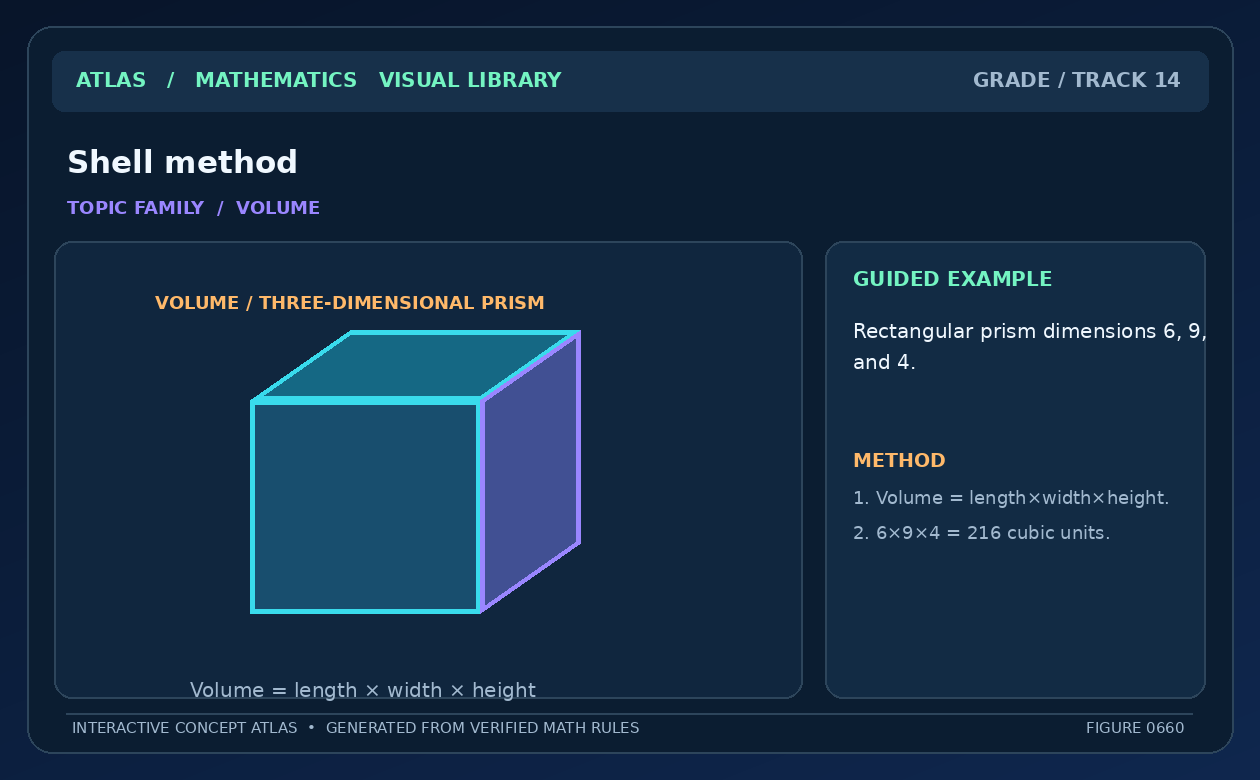 ATLAS / MATHEMATICS VISUAL LIBRARY
GRADE / TRACK 14
Shell method
TOPIC FAMILY / VOLUME
VOLUME / THREE-DIMENSIONAL PRISM
Volume = length × width × height
GUIDED EXAMPLE
Rectangular prism dimensions 6, 9,
and 4.
METHOD
1. Volume = length×width×height.
2. 6×9×4 = 216 cubic units.
INTERACTIVE CONCEPT ATLAS • GENERATED FROM VERIFIED MATH RULES
FIGURE 0660